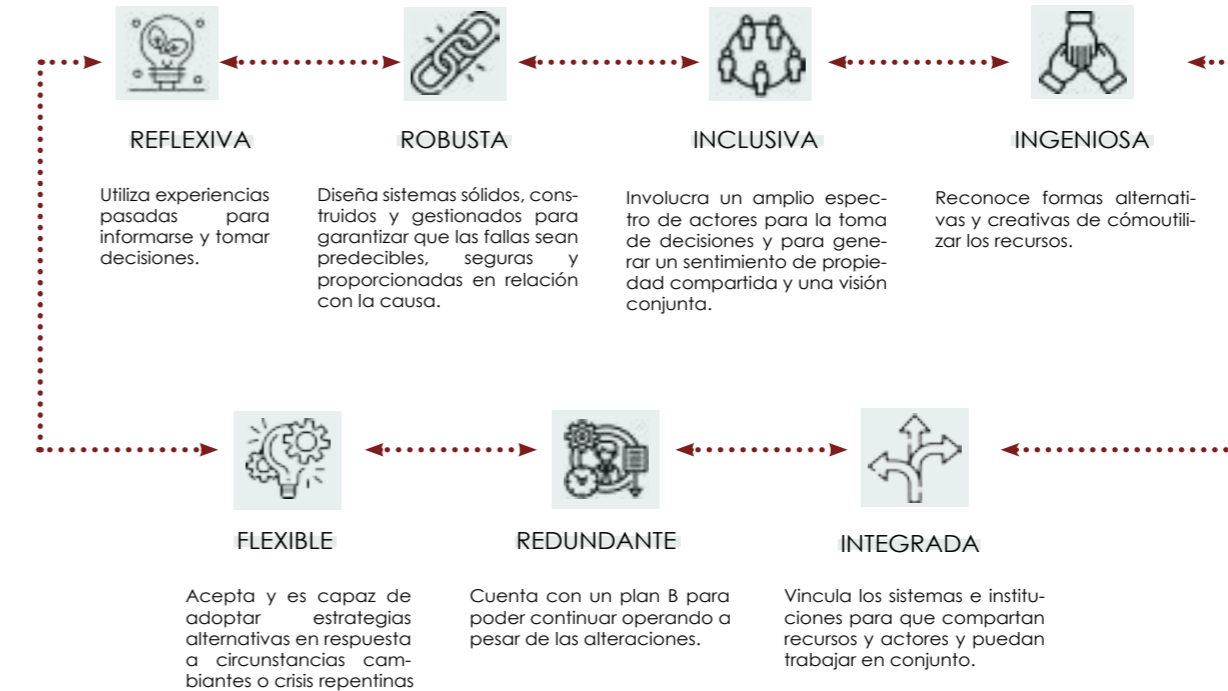 REFLEXIVA
Utiliza experiencias
pasadas para
informarse y tomar
decisiones.
ROBUSTA
Diseña sistemas sólidos, cons-
truidos y gestionados para
garantizar que las fallas sean
predecibles, seguras y
proporcionadas en relación
con la causa.
INCLUSIVA
Involucra un amplio espec-
tro de actores para la toma
de decisiones y para gene-
rar un sentimiento de propie-
dad compartida y una visión
conjunta.
INGENIOSA
Reconoce formas alternati-
vas y creativas de cómoutili-
zar los recursos.
FLEXIBLE
Acepta y es capaz de
adoptar estrategias
alternativas en respuesta
a circunstancias cam-
biantes o crisis repentinas
REDUNDANTE
Cuenta con un plan B para
poder continuar operando a
pesar de las alteraciones.
INTEGRADA
Vincula los sistemas e institu-
ciones para que compartan
recursos y actores y puedan
trabajar en conjunto.